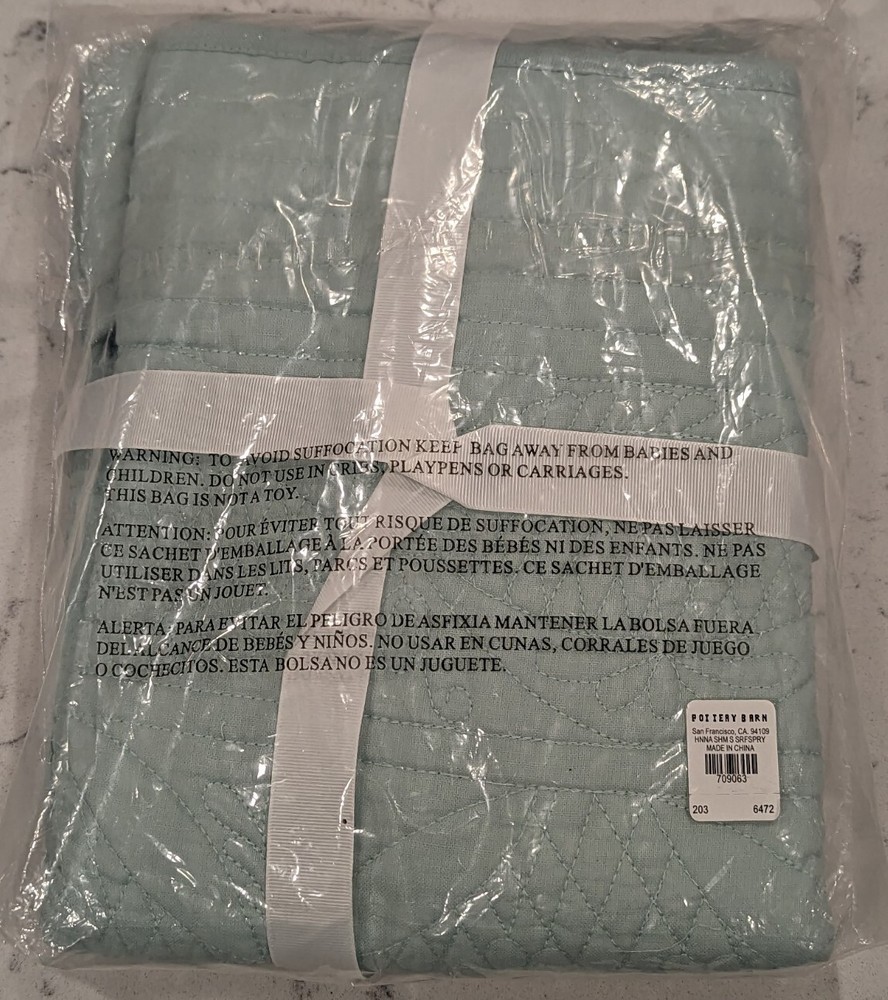 WARNING: TO AVOID SUFFOCATION KEEP BAG AWAY FROM BABIES AND
CHILDREN. DO NOT USE IN CRIBS, PLAYPENS OR CARRIAGES.
THIS BAG IS NOT A TOY.
ATTENTION: POUR ÉVITER TOUT RISQUE DE SUFFOCATION, NE PAS LAISSER
CE SACHET D'EMBALLAGE À LA PORTÉE DES BÉBÉS NI DES ENFANTS. NE PAS
UTILISER DANS LES LITS, PARCS ET POUSSETTES. CE SACHET D'EMBALLAGE
N'EST PAS UN JOUET.
ALERTA: PARA EVITAR EL PELIGRO DE ASFIXIA MANTENER LA BOLSA FUERA
DEL ALCANCE DE BEBÉS Y NIÑOS. NO USAR EN CUNAS, CORRALES DE JUEGO
O COCHECITOS. ESTA BOLSA NO ES UN JUGUETE.
POTTERY BARN
San Francisco, CA. 94109
HNNA SHM S SRFSPRY
MADE IN CHINA
709063
203 6472